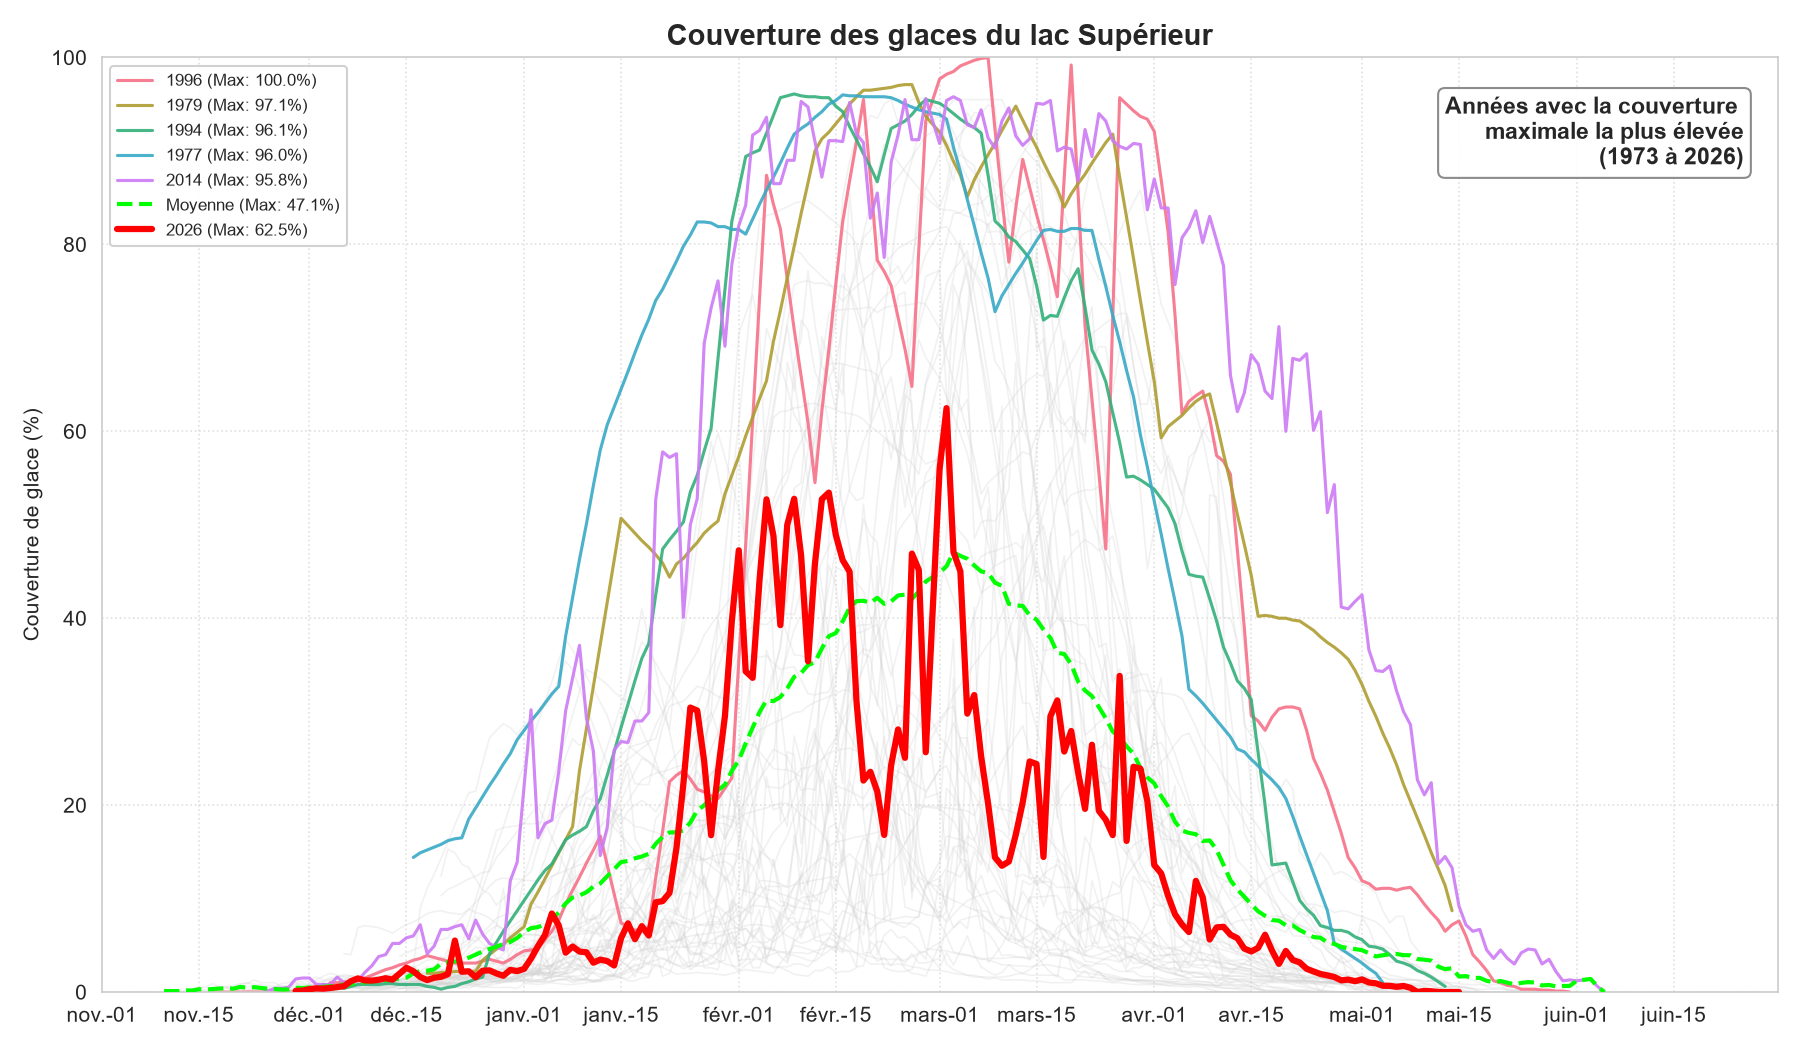 Couverture des glaces du lac Supérieur
1996 (Max: 100.0%)
1979 (Max: 97.1%)
1994 (Max: 96.1%)
1977 (Max: 96.0%)
2014 (Max: 95.8%)
Moyenne (Max: 47.1%)
2026 (Max: 62.5%)
Années avec la couverture
maximale la plus élevée
(1973 à 2026)
Couverture de glace (%)
100
80
60
40
20
0
nov.-01 nov.-15 déc.-01 déc.-15 janv.-01 janv.-15 févr.-01 févr.-15 mars-01 mars-15 avr.-01 avr.-15 mai-01 mai-15 juin-01 juin-15